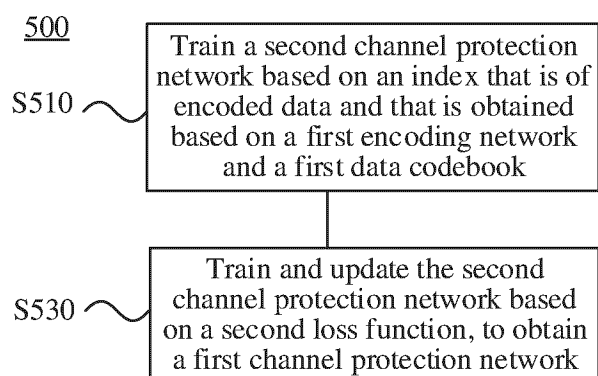 500
S510
Train a second channel protection
network based on an index that is of
encoded data and that is obtained
based on a first encoding network
and a first data codebook
S530
Train and update the second
channel protection network based
on a second loss function, to obtain
a first channel protection network